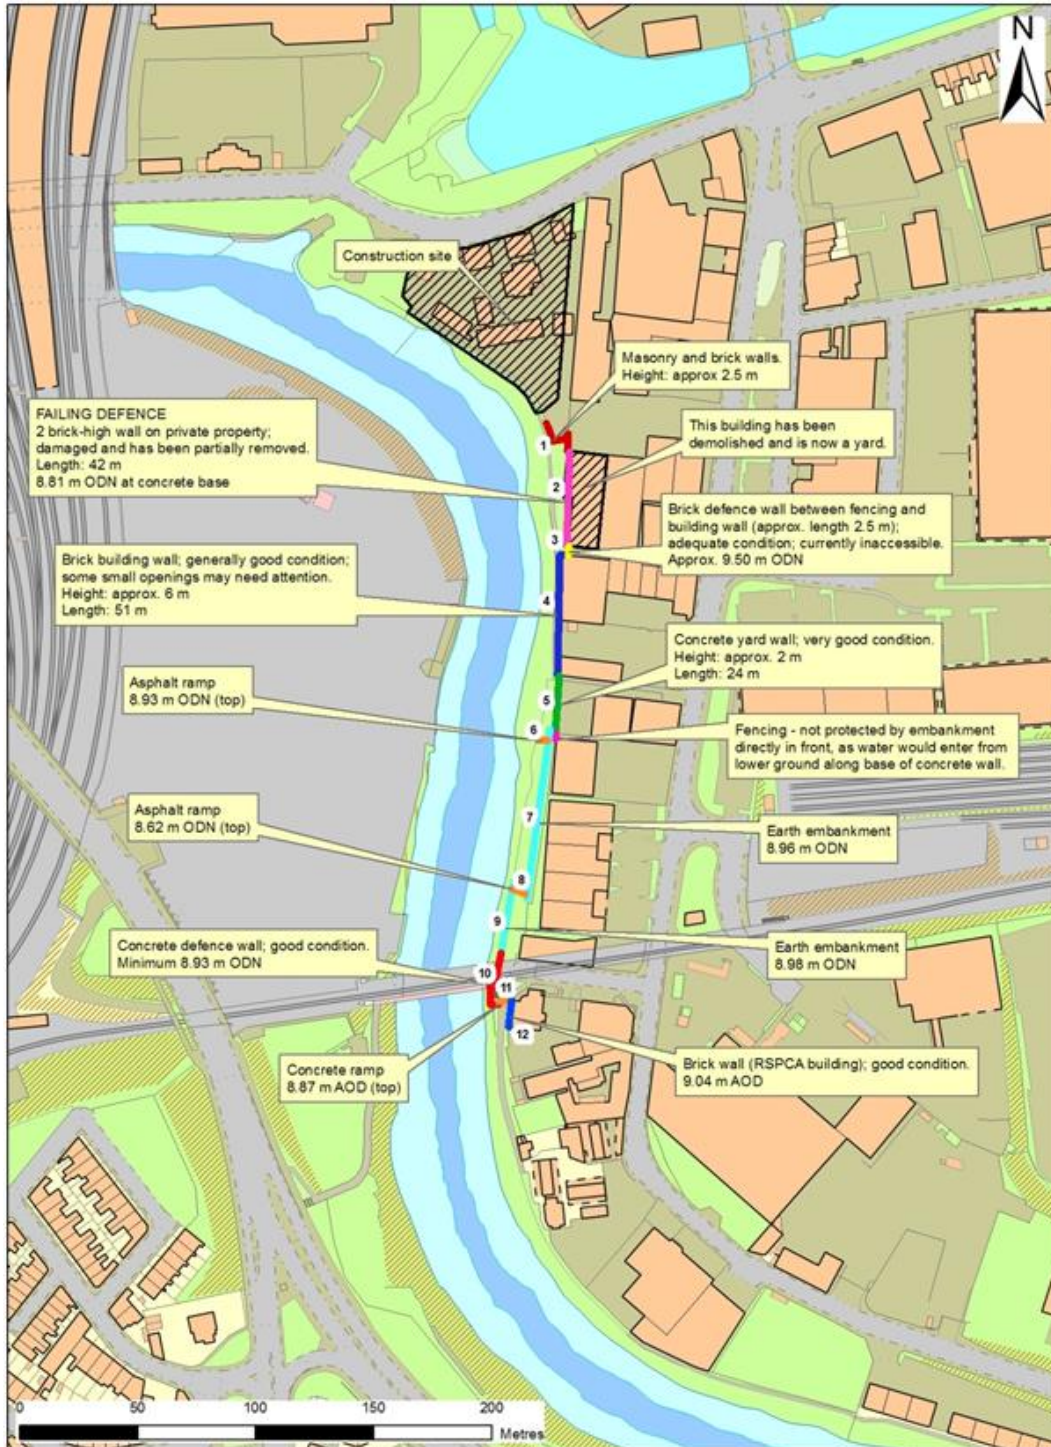 N
Construction site
Masonry and brick walls.
Height: approx 2.5 m
FAILING DEFENCE
2 brick-high wall on private property;
damaged and has been partially removed.
Length: 42 m
8.81 m ODN at concrete base
This building has been
demolished and is now a yard.
1
2
Brick defence wall between fencing and
building wall (approx. length 2.5 m);
adequate condition; currently inaccessible.
Approx. 9.50 m ODN
3
Brick building wall; generally good condition;
some small openings may need attention.
Height: approx. 6 m
Length: 51 m
4
Concrete yard wall; very good condition.
Height: approx. 2 m
Length: 24 m
Asphalt ramp
8.93 m ODN (top)
5
6
Fencing - not protected by embankment
directly in front, as water would enter from
lower ground along base of concrete wall.
Asphalt ramp
8.62 m ODN (top)
7
Earth embankment
8.96 m ODN
8
9
Concrete defence wall; good condition.
Minimum 8.93 m ODN
Earth embankment
8.98 m ODN
10
11
12
Concrete ramp
8.87 m AOD (top)
Brick wall (RSPCA building); good condition.
9.04 m AOD
0 50 100 150 200
Metres